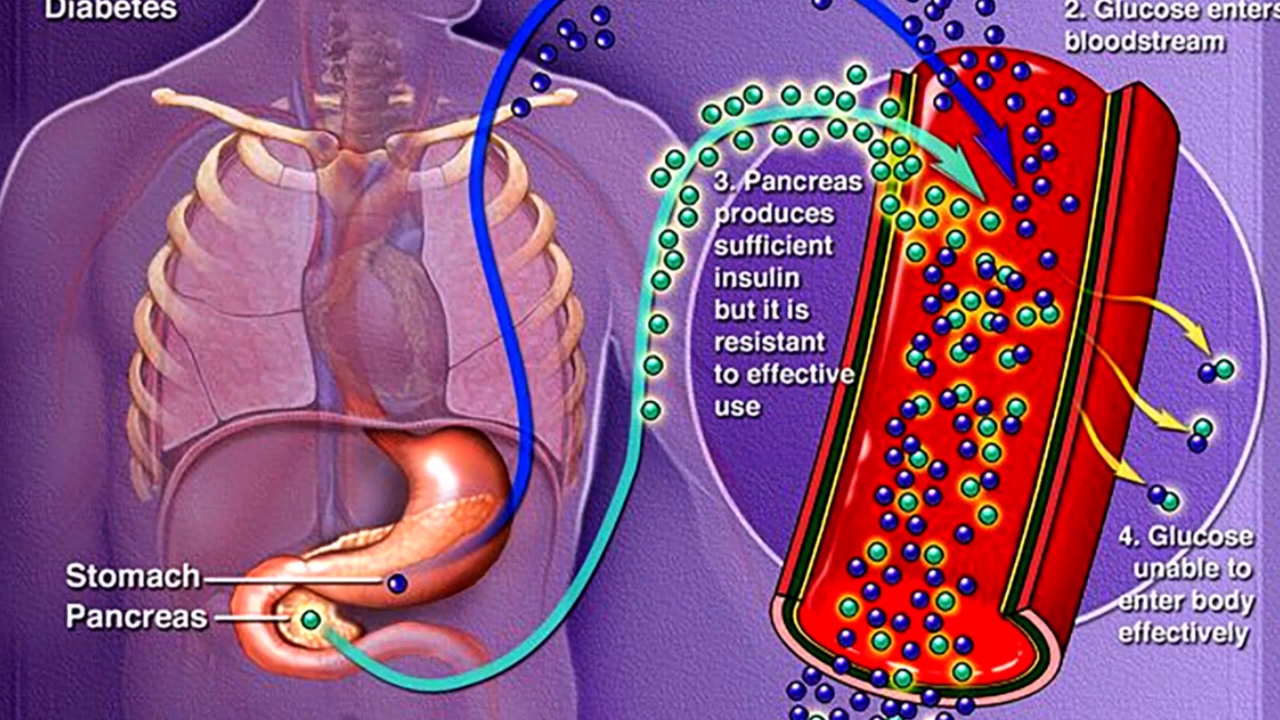 Diabetes
2. Glucose enters
bloodstream
3. Pancreas
produces
sufficient
insulin
but it is
resistant
to effective
use
Stomach
Pancreas
4. Glucose
unable to
enter body
effectively